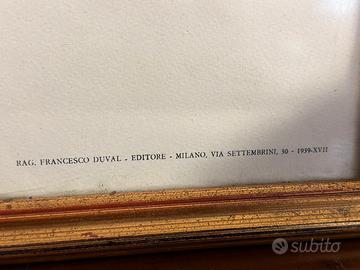 RAG. FRANCESCO DUVAL - EDITORE - MILANO, VIA SETTEMBRINI, 30 - 1939-XVII
subito